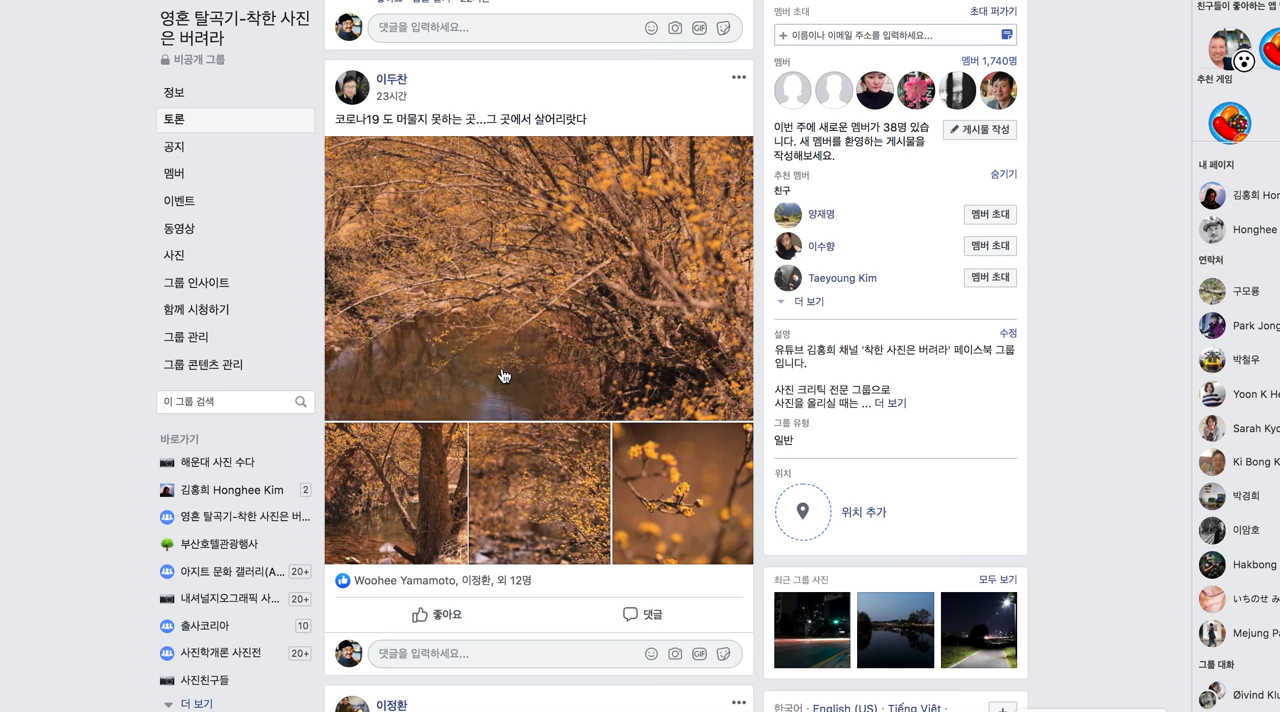 영혼 탈곡기-착한 사진
은 버려라
비공개 그룹
정보
토론
공지
멤버
이벤트
동영상
사진
그룹 인사이트
함께 시청하기
그룹 관리
그룹 콘텐츠 관리
이 그룹 검색
바로가기
해운대 사진 수다
김홍희 Honghee Kim 2
영혼 탈곡기-착한 사진은 버...
부산호텔관광행사
아지트 문화 갤러리(A... 20+
내셔널지오그래픽 사... 20+
출사코리아 10
사진학개론 사진전 20+
사진친구들
더 보기
댓글을 입력하세요...
GIF
이두찬
23시간
코로나19 도 머물지 못하는 곳...그 곳에서 살어리랏다
Woohee Yamamoto, 이정환, 외 12명
좋아요 댓글
댓글을 입력하세요...
GIF
이정환
멤버 초대 초대 퍼가기
+ 이름이나 이메일 주소를 입력하세요...
멤버 멤버 1,740명
이번 주에 새로운 멤버가 38명 있습
니다. 새 멤버를 환영하는 게시물을
작성해보세요.
게시물 작성
추천 멤버 숨기기
친구
양재명 멤버 초대
이수향 멤버 초대
Taeyoung Kim 멤버 초대
더 보기
설명 수정
유튜브 김홍희 채널 '착한 사진은 버려라' 페이스북 그룹
입니다.
사진 크리틱 전문 그룹으로
사진을 올리실 때는 ... 더 보기
그룹 유형
일반
위치
위치 추가
최근 그룹 사진 모두 보기
한국어 · English (US) · Tiếng Việt ·
친구들이 좋아하는 앱
추천 게임
내 페이지
김홍희 Hon
Honghee
연락처
구모룡
Park Jong
박철우
Yoon K He
Sarah Kyo
Ki Bong K
박경희
이암호
Hakbong
いちのせ み
Mejung Pa
그룹 대화
Øivind Klu